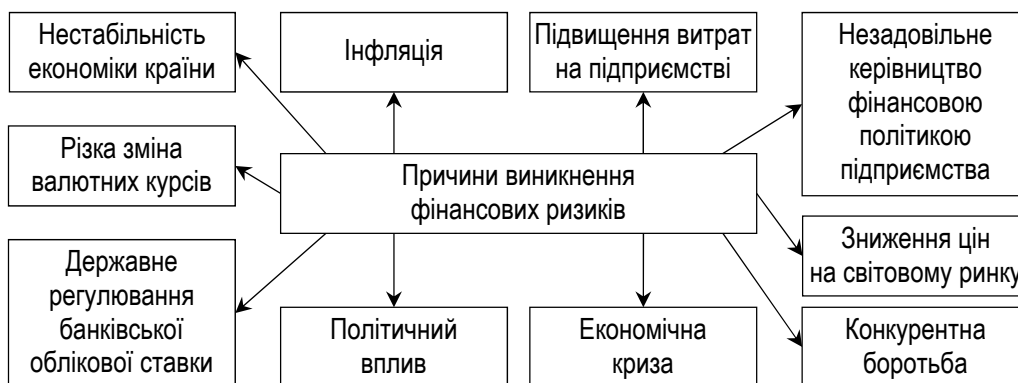 Нестабільність
економіки країни
Інфляція
Підвищення витрат
на підприємстві
Незадовільне
керівництво
фінансовою
політикою
підприємства
Різка зміна
валютних курсів
Причини виникнення
фінансових ризиків
Зниження цін
на світовому ринку
Державне
регулювання
банківської
облікової ставки
Політичний
вплив
Економічна
криза
Конкурентна
боротьба